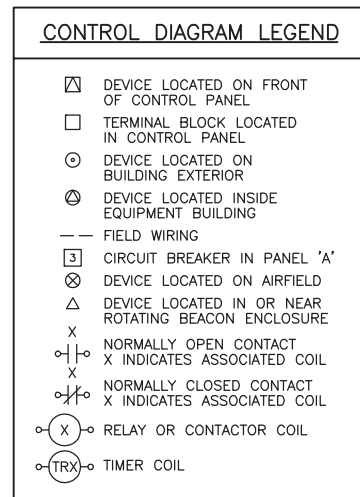 CONTROL DIAGRAM LEGEND
DEVICE LOCATED ON FRONT
OF CONTROL PANEL
TERMINAL BLOCK LOCATED
IN CONTROL PANEL
DEVICE LOCATED ON
BUILDING EXTERIOR
DEVICE LOCATED INSIDE
EQUIPMENT BUILDING
FIELD WIRING
3 CIRCUIT BREAKER IN PANEL 'A'
DEVICE LOCATED ON AIRFIELD
DEVICE LOCATED IN OR NEAR
ROTATING BEACON ENCLOSURE
X
NORMALLY OPEN CONTACT
X INDICATES ASSOCIATED COIL
X
NORMALLY CLOSED CONTACT
X INDICATES ASSOCIATED COIL
X RELAY OR CONTACTOR COIL
TRX TIMER COIL